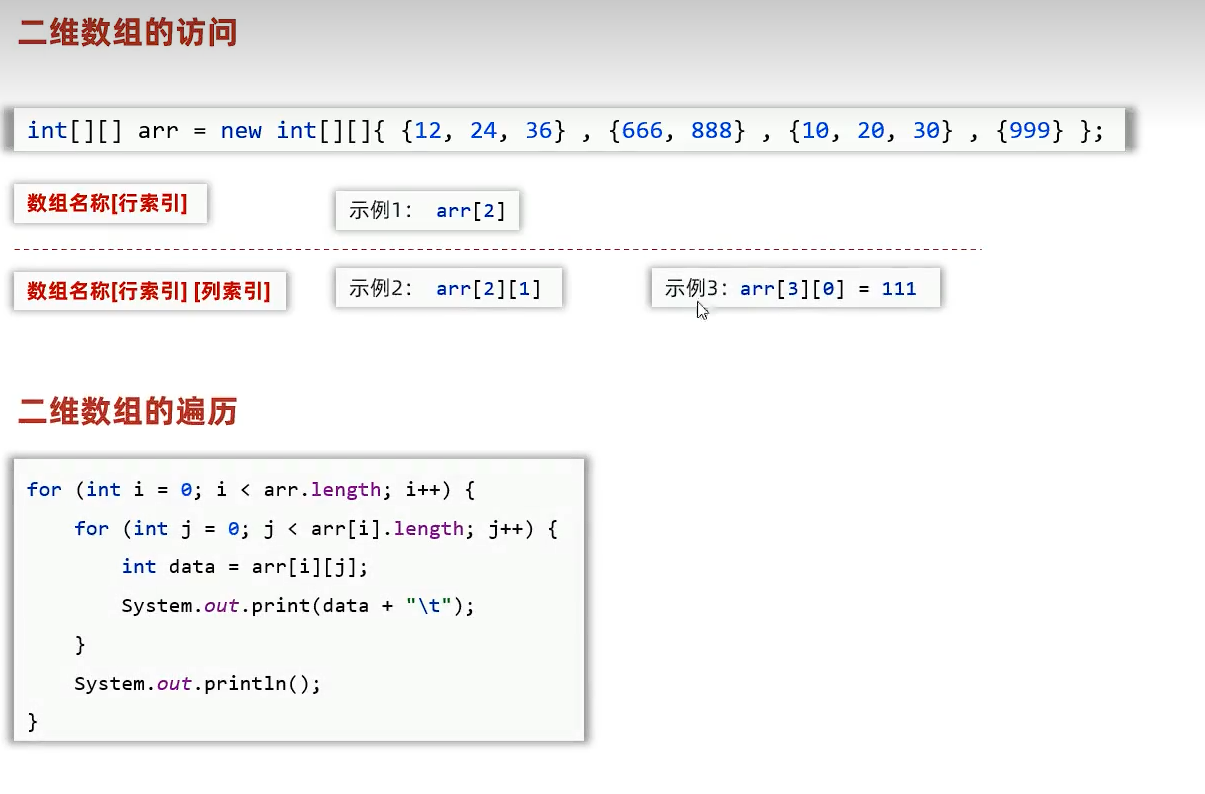 二维数组的访问
int[][] arr = new int[][]{ {12, 24, 36} , {666, 888} , {10, 20, 30} , {999} };
数组名称[行索引]
示例1: arr[2]
数组名称[行索引] [列索引]
示例2: arr[2][1]
示例3: arr[3][0] = 111
二维数组的遍历
for (int i = 0; i < arr.length; i++) {
    for (int j = 0; j < arr[i].length; j++) {
        int data = arr[i][j];
        System.out.print(data + "\t");
    }
    System.out.println();
}